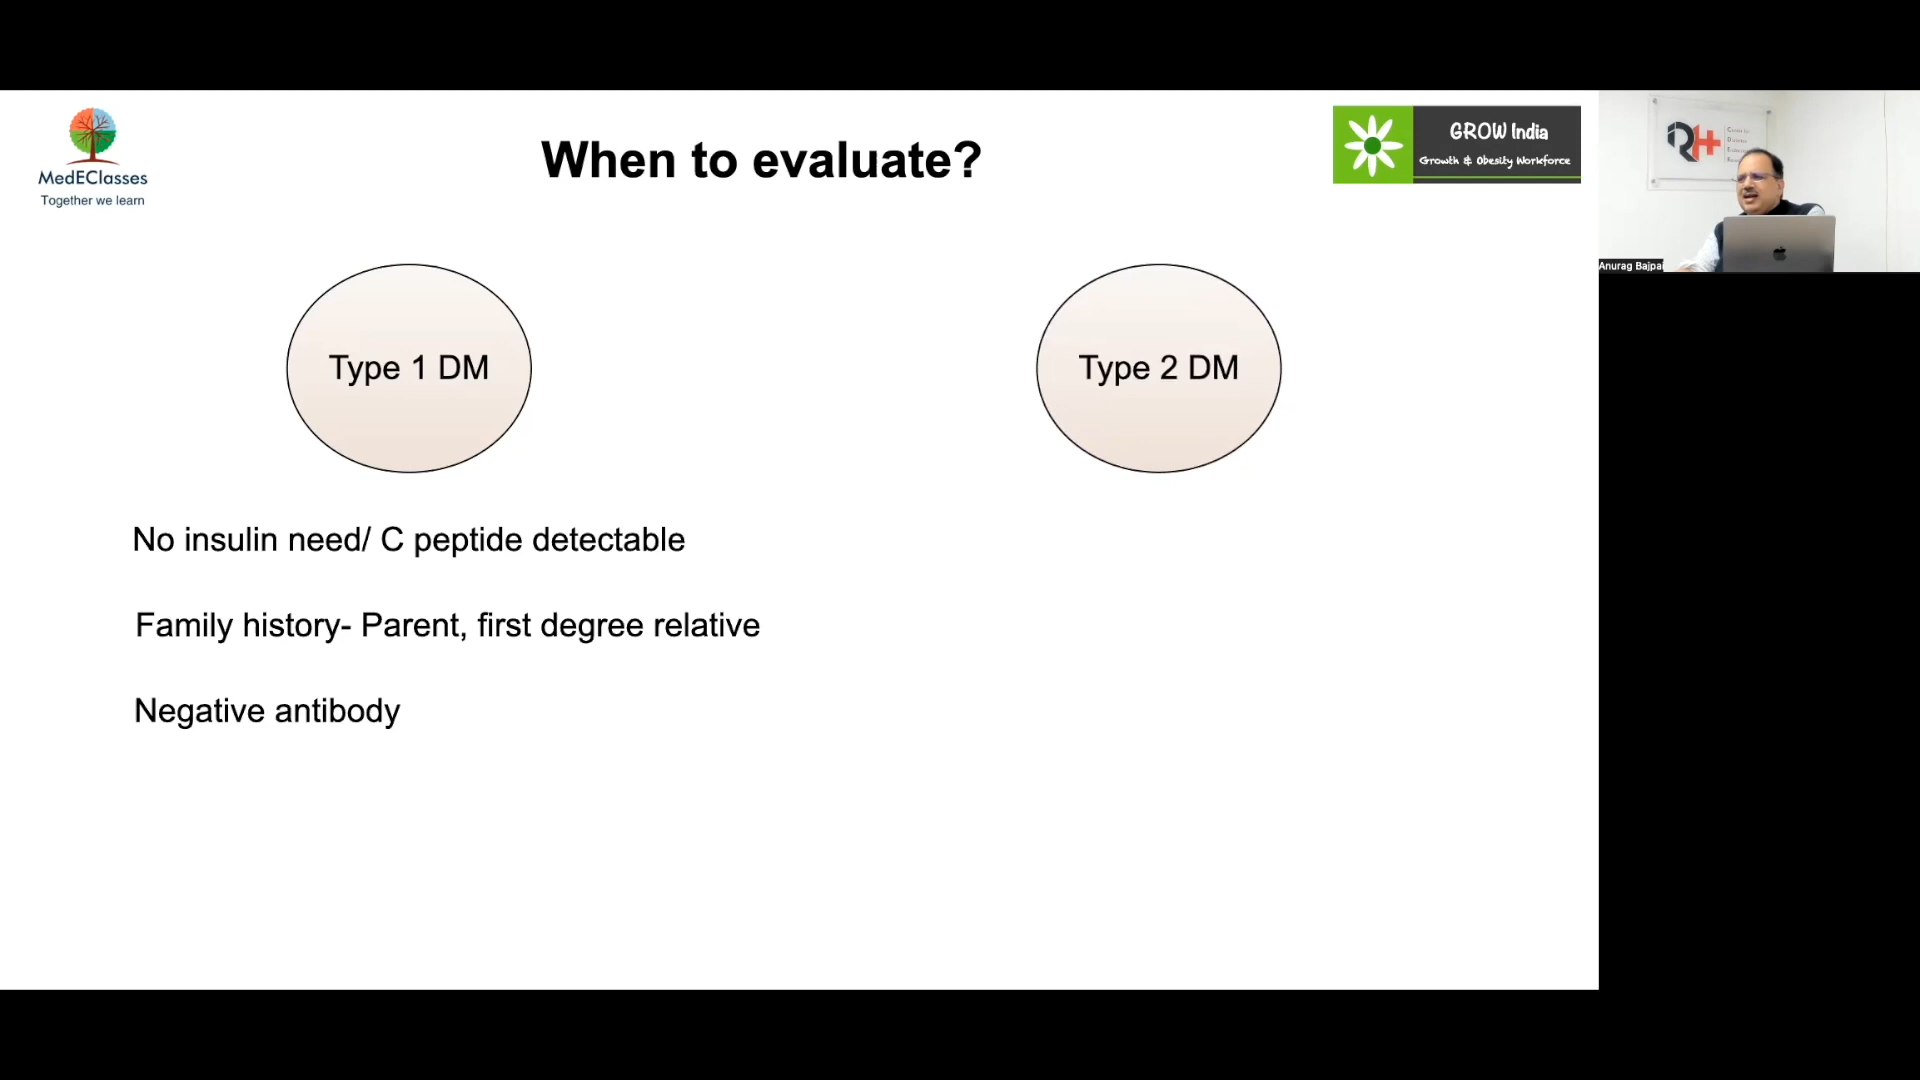 MedEClasses
Together we learn
When to evaluate?
GROW India
Growth & Obesity Workforce
Anurag Bajpai
Type 1 DM
Type 2 DM
No insulin need/ C peptide detectable
Family history- Parent, first degree relative
Negative antibody